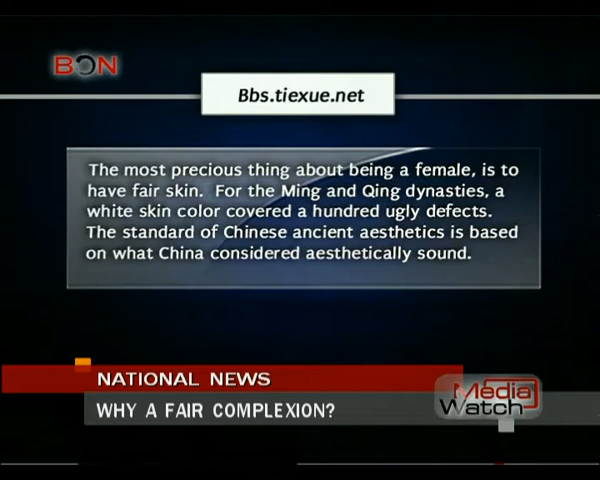 BON
Bbs.tiexue.net
The most precious thing about being a female, is to
have fair skin. For the Ming and Qing dynasties, a
white skin color covered a hundred ugly defects.
The standard of Chinese ancient aesthetics is based
on what China considered aesthetically sound.
NATIONAL NEWS
WHY A FAIR COMPLEXION?
Media
Watch